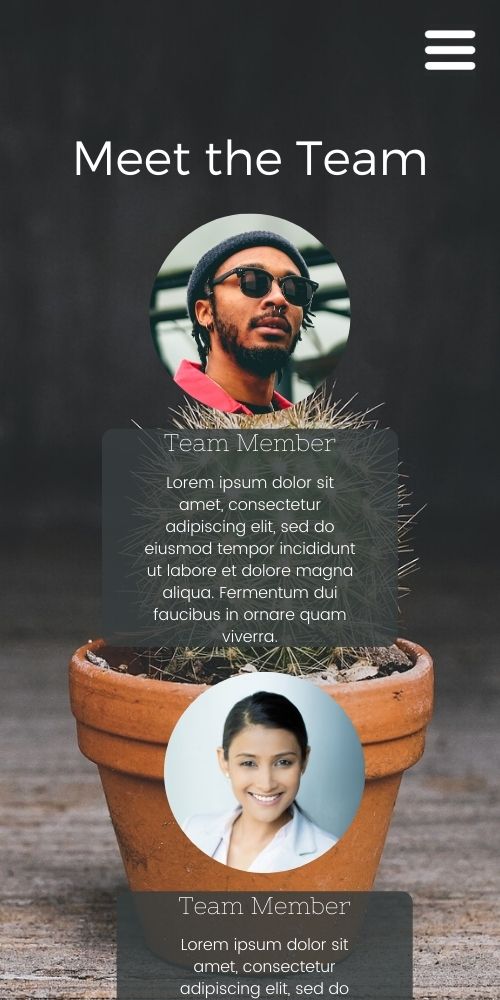 Meet the Team
Team Member
Lorem ipsum dolor sit
amet, consectetur
adipiscing elit, sed do
eiusmod tempor incididunt
ut labore et dolore magna
aliqua. Fermentum dui
faucibus in ornare quam
viverra.
Team Member
Lorem ipsum dolor sit
amet, consectetur
adipiscing elit, sed do